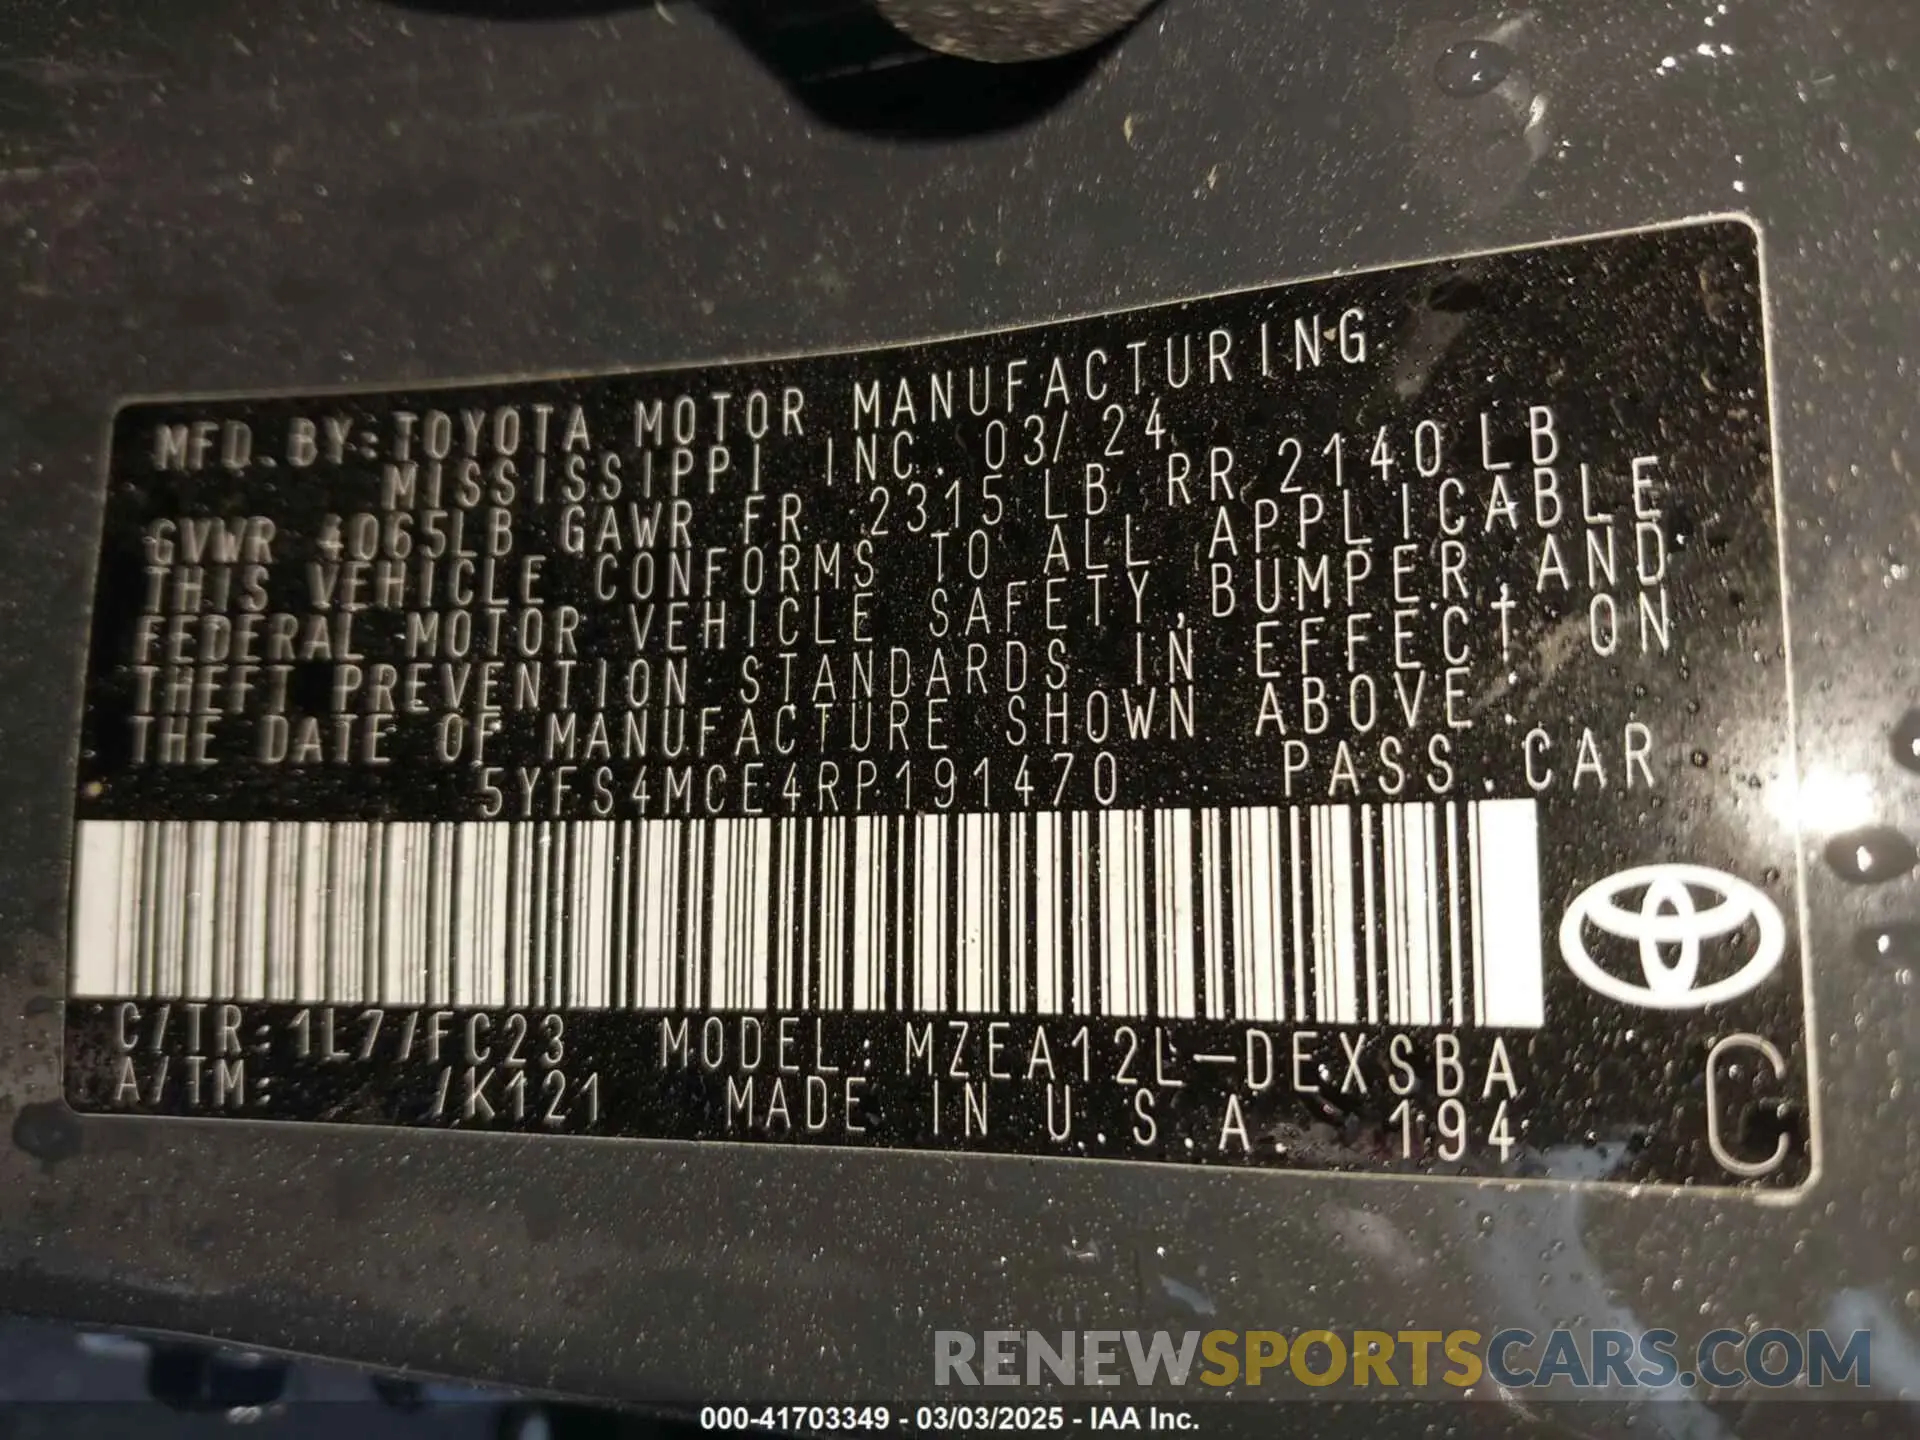 MFD.BY:TOYOTA MOTOR MANUFACTURING
MISSISSIPPI INC. 03/24
GVWR 4065LB GAWR FR 2315LB RR 2140LB
THIS VEHICLE CONFORMS TO ALL APPLICABLE
FEDERAL MOTOR VEHICLE SAFETY,BUMPER,AND
THEFT PREVENTION STANDARDS IN EFFECT ON
THE DATE OF MANUFACTURE SHOWN ABOVE.
5YFS4MCE4RP191470 PASS.CAR
C/TR:1L7/FC23 MODEL:MZEA12L-DEXSBA
A/TM: /K121 MADE IN U.S.A. 194
C
RENEWSPORTSCARS.COM
000-41703349 - 03/03/2025 - IAA Inc.